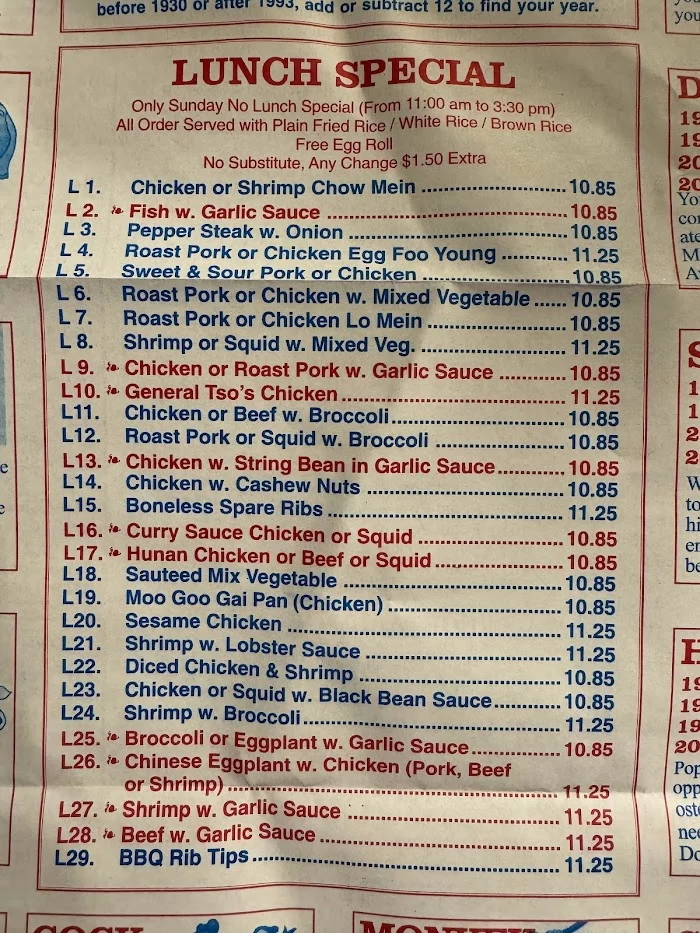 before 1930 or after 1993, add or subtract 12 to find your year.
LUNCH SPECIAL
Only Sunday No Lunch Special (From 11:00 am to 3:30 pm)
All Order Served with Plain Fried Rice / White Rice / Brown Rice
Free Egg Roll
No Substitute, Any Change $1.50 Extra
L 1. Chicken or Shrimp Chow Mein ........................ 10.85
L 2. Fish w. Garlic Sauce ........................ 10.85
L 3. Pepper Steak w. Onion ........................ 10.85
L 4. Roast Pork or Chicken Egg Foo Young ........................ 11.25
L 5. Sweet & Sour Pork or Chicken ........................ 10.85
L 6. Roast Pork or Chicken w. Mixed Vegetable ...... 10.85
L 7. Roast Pork or Chicken Lo Mein ........................ 10.85
L 8. Shrimp or Squid w. Mixed Veg. ........................ 11.25
L 9. Chicken or Roast Pork w. Garlic Sauce ............ 10.85
L10. General Tso's Chicken ........................ 11.25
L11. Chicken or Beef w. Broccoli ........................ 10.85
L12. Roast Pork or Squid w. Broccoli ........................ 10.85
L13. Chicken w. String Bean in Garlic Sauce ............ 10.85
L14. Chicken w. Cashew Nuts ........................ 10.85
L15. Boneless Spare Ribs ........................ 11.25
L16. Curry Sauce Chicken or Squid ........................ 10.85
L17. Hunan Chicken or Beef or Squid ........................ 10.85
L18. Sauteed Mix Vegetable ........................ 10.85
L19. Moo Goo Gai Pan (Chicken) ........................ 10.85
L20. Sesame Chicken ........................ 11.25
L21. Shrimp w. Lobster Sauce ........................ 11.25
L22. Diced Chicken & Shrimp ........................ 10.85
L23. Chicken or Squid w. Black Bean Sauce ............ 10.85
L24. Shrimp w. Broccoli ........................ 11.25
L25. Broccoli or Eggplant w. Garlic Sauce ............ 10.85
L26. Chinese Eggplant w. Chicken (Pork, Beef
or Shrimp) ........................ 11.25
L27. Shrimp w. Garlic Sauce ........................ 11.25
L28. Beef w. Garlic Sauce ........................ 11.25
L29. BBQ Rib Tips ........................ 11.25